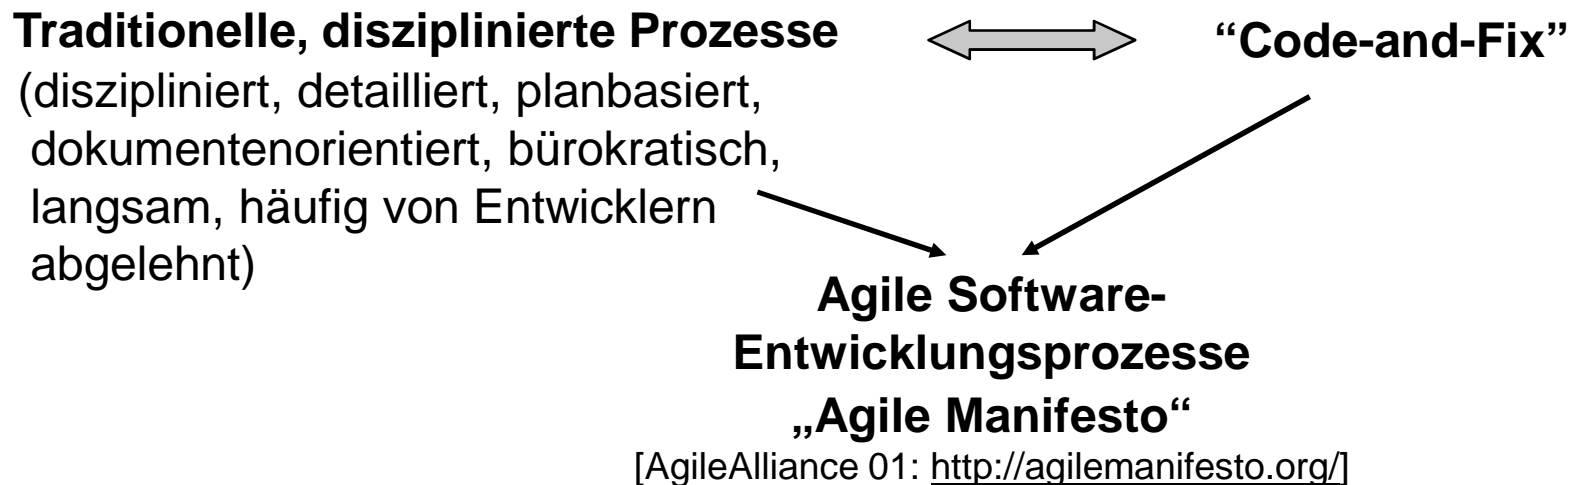 Traditionelle, disziplinierte Prozesse
“Code-and-Fix”
(diszipliniert, detailliert, planbasiert,
dokumentenorientiert, bürokratisch,
langsam, häufig von Entwicklern
abgelehnt)
Agile Software-
Entwicklungsprozesse
„Agile Manifesto“
[AgileAlliance 01: http://agilemanifesto.org/]